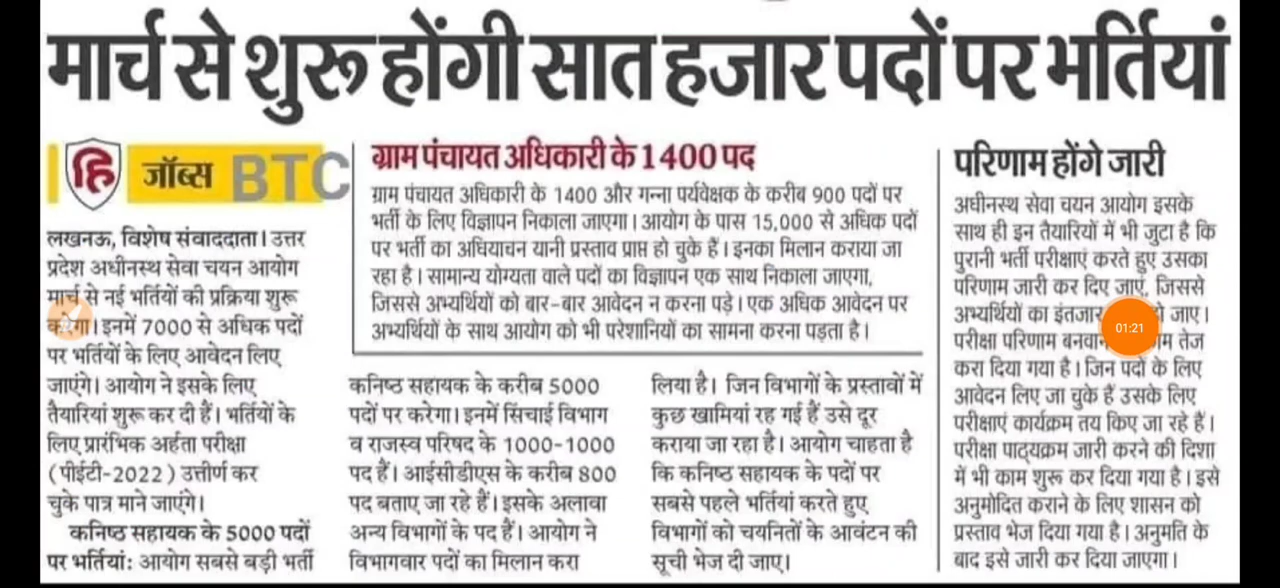 मार्च से शुरू होंगी सात हजार पदों पर भर्तियां
हि जॉब्स BTC
लखनऊ, विशेष संवाददाता। उत्तर
प्रदेश अधीनस्थ सेवा चयन आयोग
मार्च से नई भर्तियों की प्रक्रिया शुरू
करेगा। इनमें 7000 से अधिक पदों
पर भर्तियों के लिए आवेदन लिए
जाएंगे। आयोग ने इसके लिए
तैयारियां शुरू कर दी हैं। भर्तियों के
लिए प्रारंभिक अर्हता परीक्षा
(पीईटी-2022) उत्तीर्ण कर
चुके पात्र माने जाएंगे।
कनिष्ठ सहायक के 5000 पदों
पर भर्तियां: आयोग सबसे बड़ी भर्ती
ग्राम पंचायत अधिकारी के 1400 पद
ग्राम पंचायत अधिकारी के 1400 और गन्ना पर्यवेक्षक के करीब 900 पदों पर
भर्ती के लिए विज्ञापन निकाला जाएगा। आयोग के पास 15,000 से अधिक पदों
पर भर्ती का अधियाचन यानी प्रस्ताव प्राप्त हो चुके हैं। इनका मिलान कराया जा
रहा है। सामान्य योग्यता वाले पदों का विज्ञापन एक साथ निकाला जाएगा,
जिससे अभ्यर्थियों को बार-बार आवेदन न करना पड़े। एक अधिक आवेदन पर
अभ्यर्थियों के साथ आयोग को भी परेशानियों का सामना करना पड़ता है।
कनिष्ठ सहायक के करीब 5000
पदों पर करेगा। इनमें सिंचाई विभाग
व राजस्व परिषद के 1000-1000
पद हैं। आईसीडीएस के करीब 800
पद बताए जा रहे हैं। इसके अलावा
अन्य विभागों के पद हैं। आयोग ने
विभागवार पदों का मिलान करा
लिया है। जिन विभागों के प्रस्तावों में
कुछ खामियां रह गई हैं उसे दूर
कराया जा रहा है। आयोग चाहता है
कि कनिष्ठ सहायक के पदों पर
सबसे पहले भर्तियां करते हुए
विभागों को चयनितों के आवंटन की
सूची भेज दी जाए।
परिणाम होंगे जारी
अधीनस्थ सेवा चयन आयोग इसके
साथ ही इन तैयारियों में भी जुटा है कि
पुरानी भर्ती परीक्षाएं करते हुए उसका
परिणाम जारी कर दिए जाएं, जिससे
अभ्यर्थियों का इंतजार जाए।
01:21
परीक्षा परिणाम तेज
करा दिया गया है। जिन पदों के लिए
आवेदन लिए जा चुके हैं उसके लिए
परीक्षाएं कार्यक्रम तय किए जा रहे हैं।
परीक्षा पाठ्यक्रम जारी करने की दिशा
में भी काम शुरू कर दिया गया है। इसे
अनुमोदित कराने के लिए शासन को
प्रस्ताव भेज दिया गया है। अनुमति के
बाद इसे जारी कर दिया जाएगा।